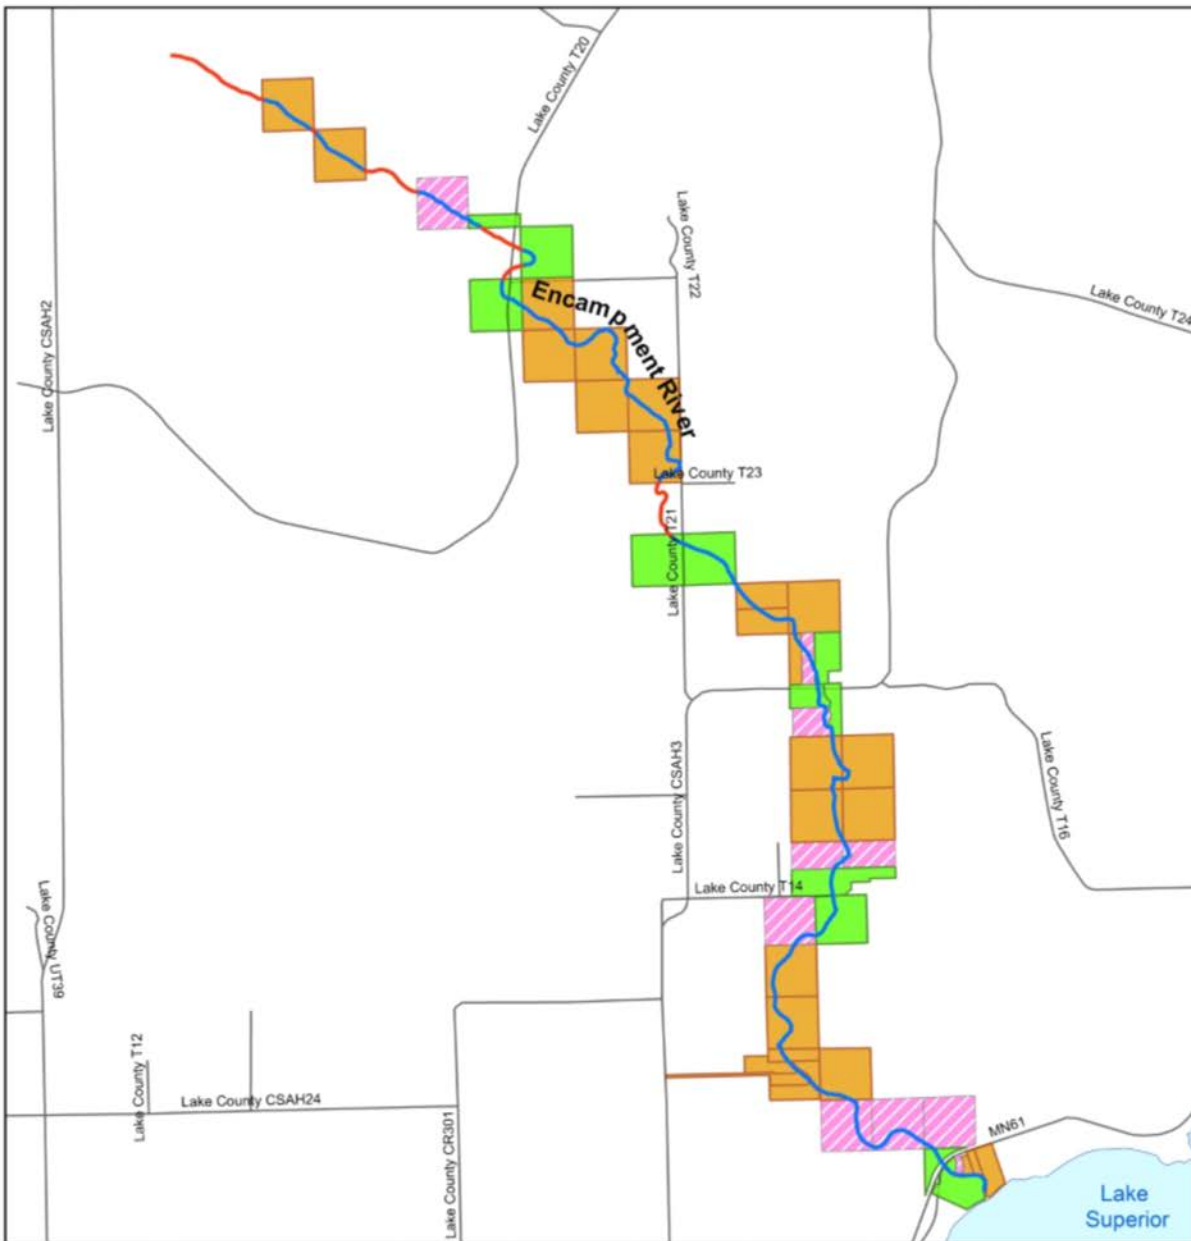 Lake County T20
Lake County T22
Lake County T24
Encampment River
Lake County CSAH2
Lake County T23
Lake County T21
Lake County CSAH3
Lake County T16
Lake County T14
Lake County UT39
Lake County T12
Lake County CSAH24
Lake County CR301
MN61
Lake
Superior